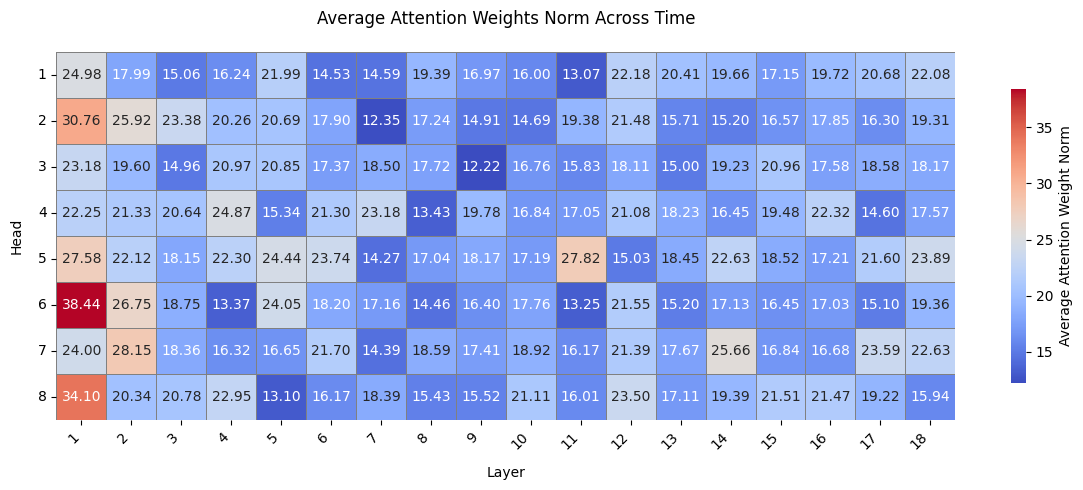 Average Attention Weights Norm Across Time
1 24.98 17.99 15.06 16.24 21.99 14.53 14.59 19.39 16.97 16.00 13.07 22.18 20.41 19.66 17.15 19.72 20.68 22.08
2 30.76 25.92 23.38 20.26 20.69 17.90 12.35 17.24 14.91 14.69 19.38 21.48 15.71 15.20 16.57 17.85 16.30 19.31
3 23.18 19.60 14.96 20.97 20.85 17.37 18.50 17.72 12.22 16.76 15.83 18.11 15.00 19.23 20.96 17.58 18.58 18.17
4 22.25 21.33 20.64 24.87 15.34 21.30 23.18 13.43 19.78 16.84 17.05 21.08 18.23 16.45 19.48 22.32 14.60 17.57
5 27.58 22.12 18.15 22.30 24.44 23.74 14.27 17.04 18.17 17.19 27.82 15.03 18.45 22.63 18.52 17.21 21.60 23.89
6 38.44 26.75 18.75 13.37 24.05 18.20 17.16 14.46 16.40 17.76 13.25 21.55 15.20 17.13 16.45 17.03 15.10 19.36
7 24.00 28.15 18.36 16.32 16.65 21.70 14.39 18.59 17.41 18.92 16.17 21.39 17.67 25.66 16.84 16.68 23.59 22.63
8 34.10 20.34 20.78 22.95 13.10 16.17 18.39 15.43 15.52 21.11 16.01 23.50 17.11 19.39 21.51 21.47 19.22 15.94
Head
1 2 3 4 5 6 7 8 9 10 11 12 13 14 15 16 17 18
Layer
35
30
25
20
15
Average Attention Weight Norm